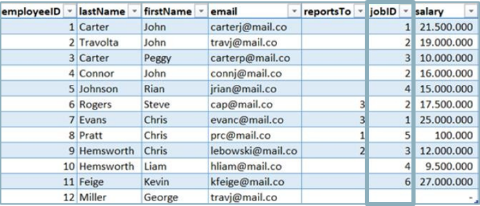 employeeID lastName firstName email reportsTo jobID salary
1 Carter John carterj@mail.co 1 21.500.000
2 Travolta John travj@mail.co 2 19.000.000
3 Carter Peggy carterp@mail.co 3 10.000.000
4 Connor John connj@mail.co 2 16.000.000
5 Johnson Rian jrian@mail.co 4 15.000.000
6 Rogers Steve cap@mail.co 3 2 17.500.000
7 Evans Chris evanc@mail.co 3 1 25.000.000
8 Pratt Chris prc@mail.co 1 5 100.000
9 Hemsworth Chris lebowski@mail.co 2 3 12.000.000
10 Hemsworth Liam hliam@mail.co 4 9.500.000
11 Feige Kevin kfeige@mail.co 6 27.000.000
12 Miller George travj@mail.co -